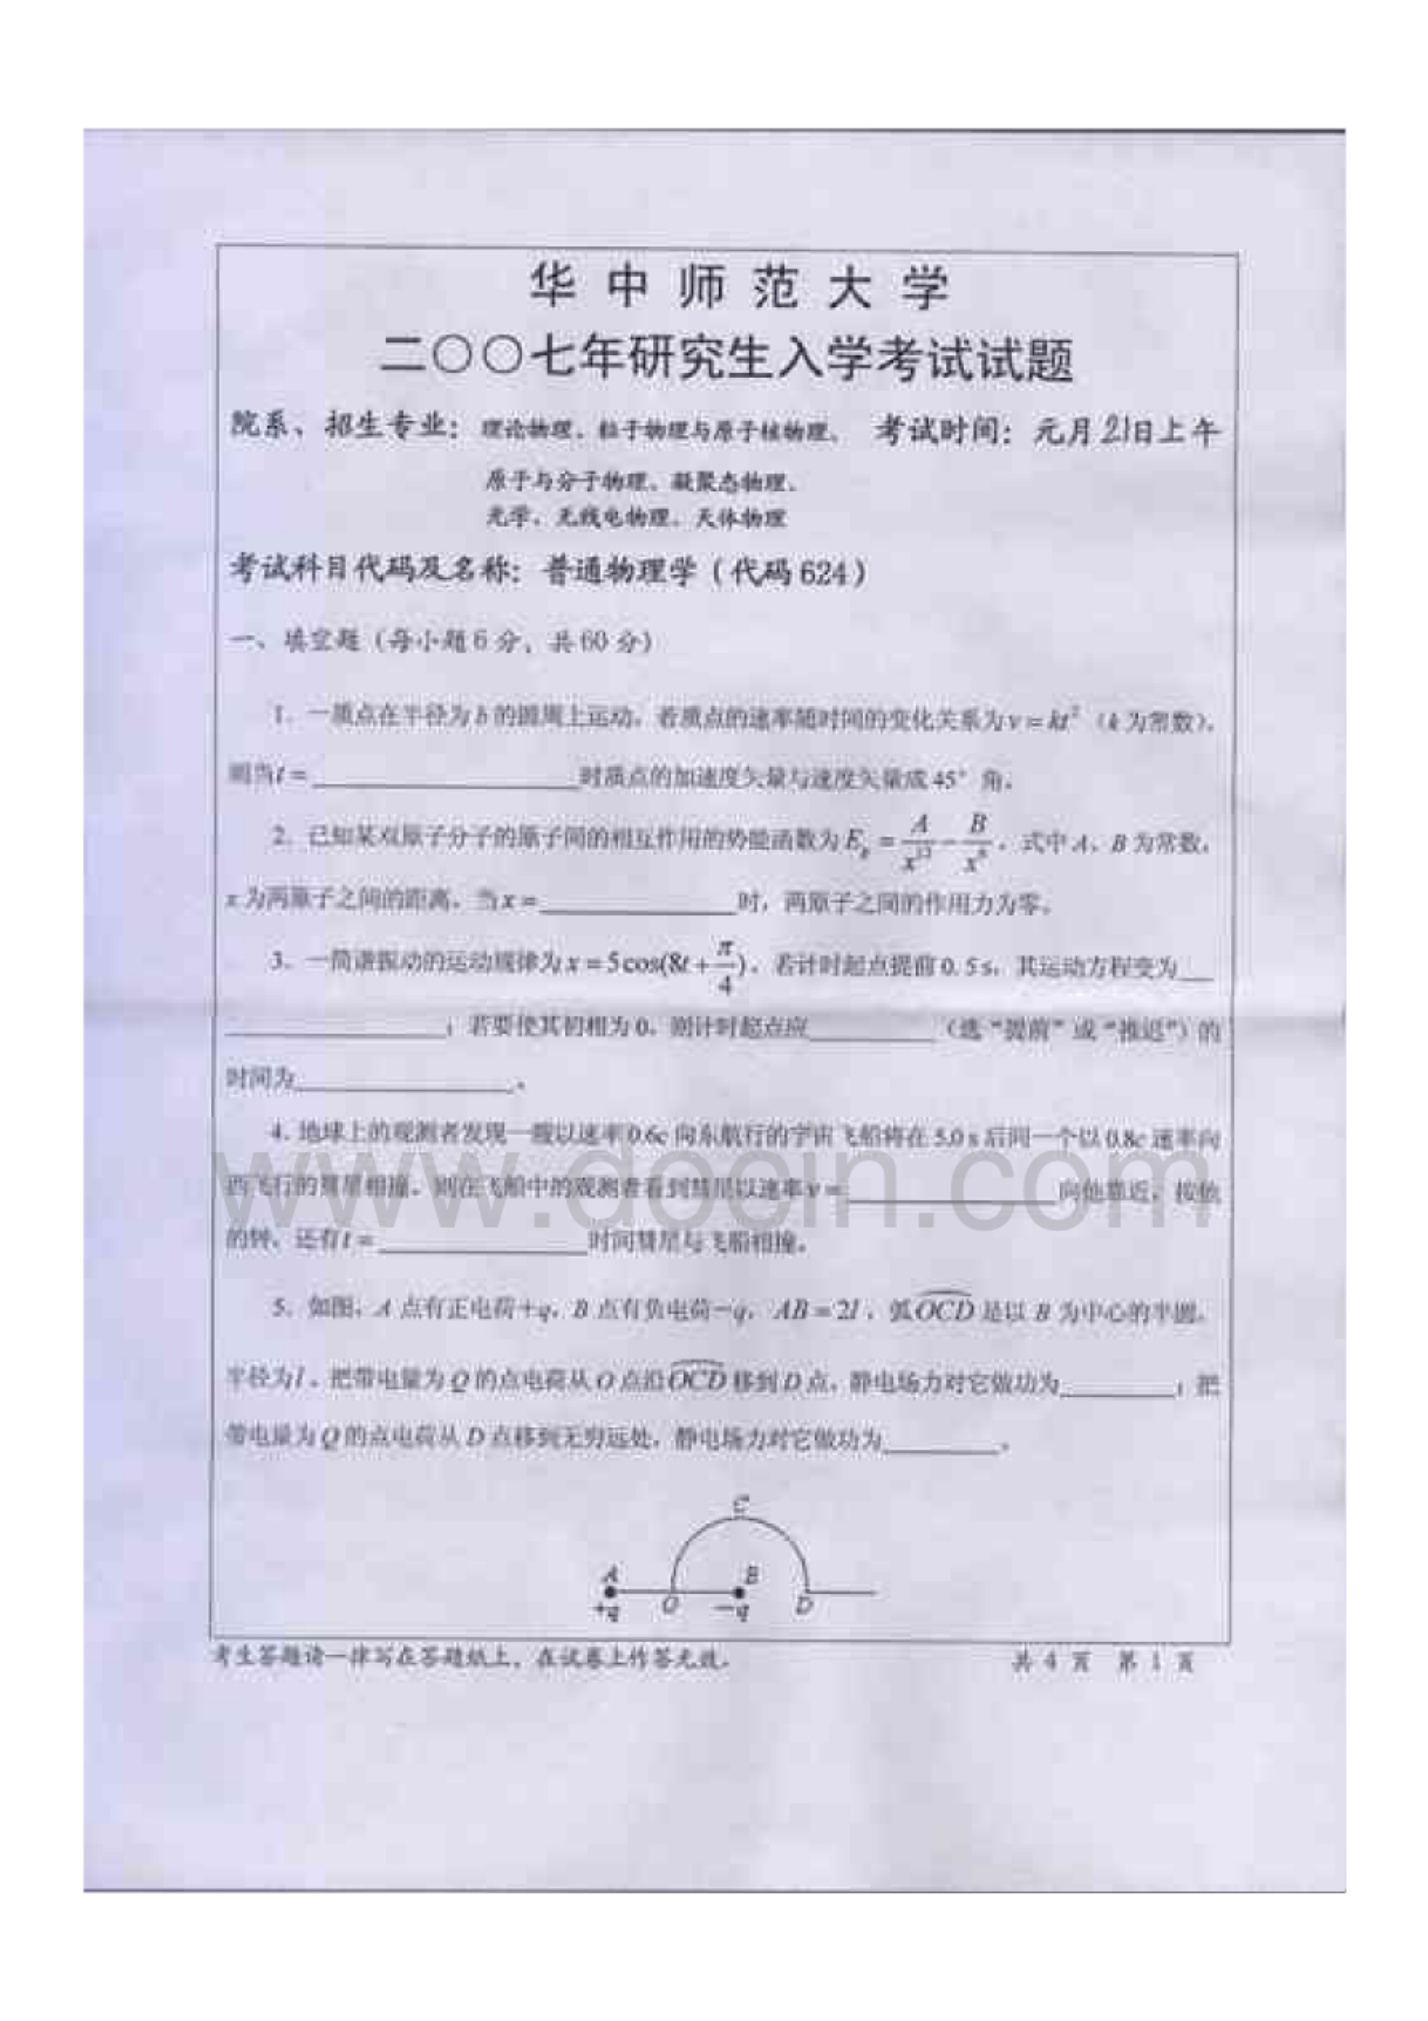 华中师范大学
二〇〇七年研究生入学考试试题
院系、招生专业：理论物理、粒子物理与原子核物理、 考试时间：元月21日上午
原子与分子物理、凝聚态物理、
光学、无线电物理、天体物理
考试科目代码及名称：普通物理学（代码624）
一、填空题（每小题6分，共60分）
1．一质点在半径为b的圆周上运动，若质点的速率随时间的变化关系为v=kt²（k为常数），
则当t=____________时质点的加速度矢量与速度矢量成45°角。
2．已知某双原子分子的原子间的相互作用的势能函数为Eₚ=A/x¹²−B/x⁶，式中A、B为常数，
x为两原子之间的距离，当x=____________时，两原子之间的作用力为零。
3．一简谐振动的运动规律为x=5cos(8t+π/4)，若计时起点提前0.5s，其运动方程变为__
____________；若要使其初相为0，则计时起点应________（选“提前”或“推迟”）的
时间为____________。
4．地球上的观测者发现一艘以速率0.6c向东航行的宇宙飞船将在5.0s后同一个以0.8c速率向
西飞行的彗星相撞，则在飞船中的观测者看到彗星以速率v=____________向他靠近，按他
的钟，还有t=____________时间彗星与飞船相撞。
5．如图，A点有正电荷+q，B点有负电荷−q，AB=2l，弧OCD是以B为中心的半圆，
半径为l。把带电量为Q的点电荷从O点沿OCD移到D点，静电场力对它做功为________；把
带电量为Q的点电荷从D点移到无穷远处，静电场力对它做功为________。
C
A B
+q O −q D
考生答题请一律写在答题纸上，在试卷上作答无效。 共4页 第1页
www.docin.com